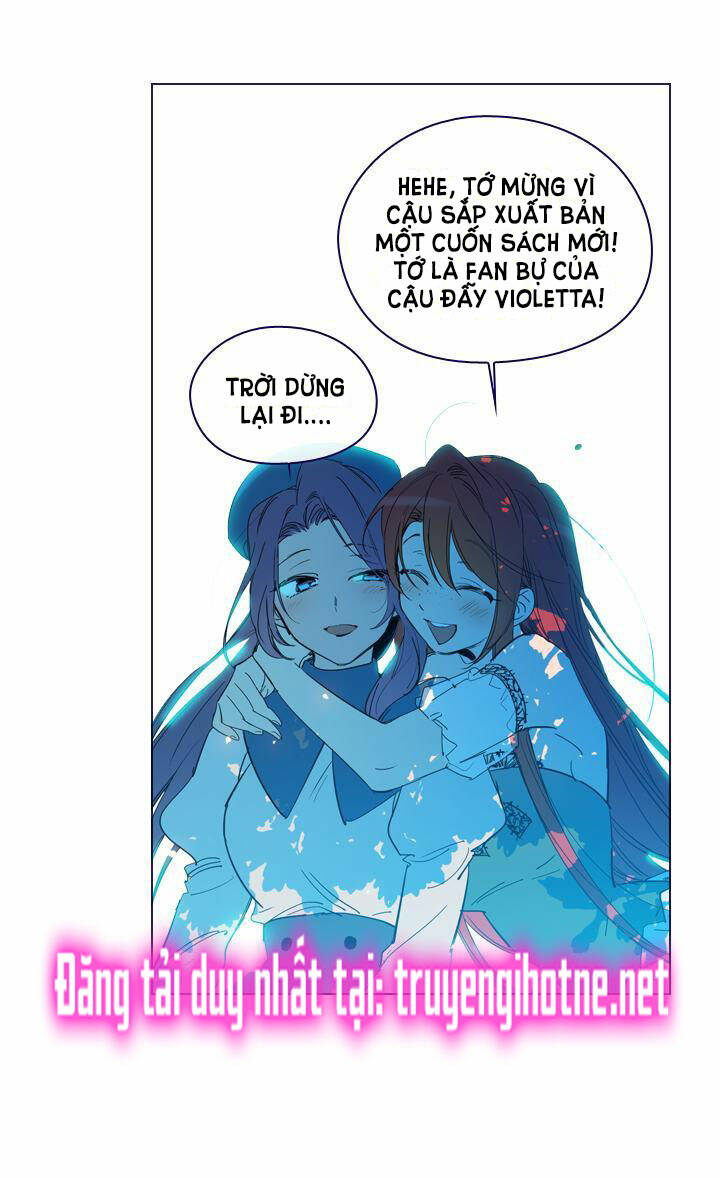 HEHE, TỚ MỪNG VÌ
CẬU SẮP XUẤT BẢN
MỘT CUỐN SÁCH MỚI!
TỚ LÀ FAN BỰ CỦA
CẬU ĐẤY VIOLETTA!
TRỜI DỪNG
LẠI ĐI....
Đăng tải duy nhất tại: truyengihotne.net